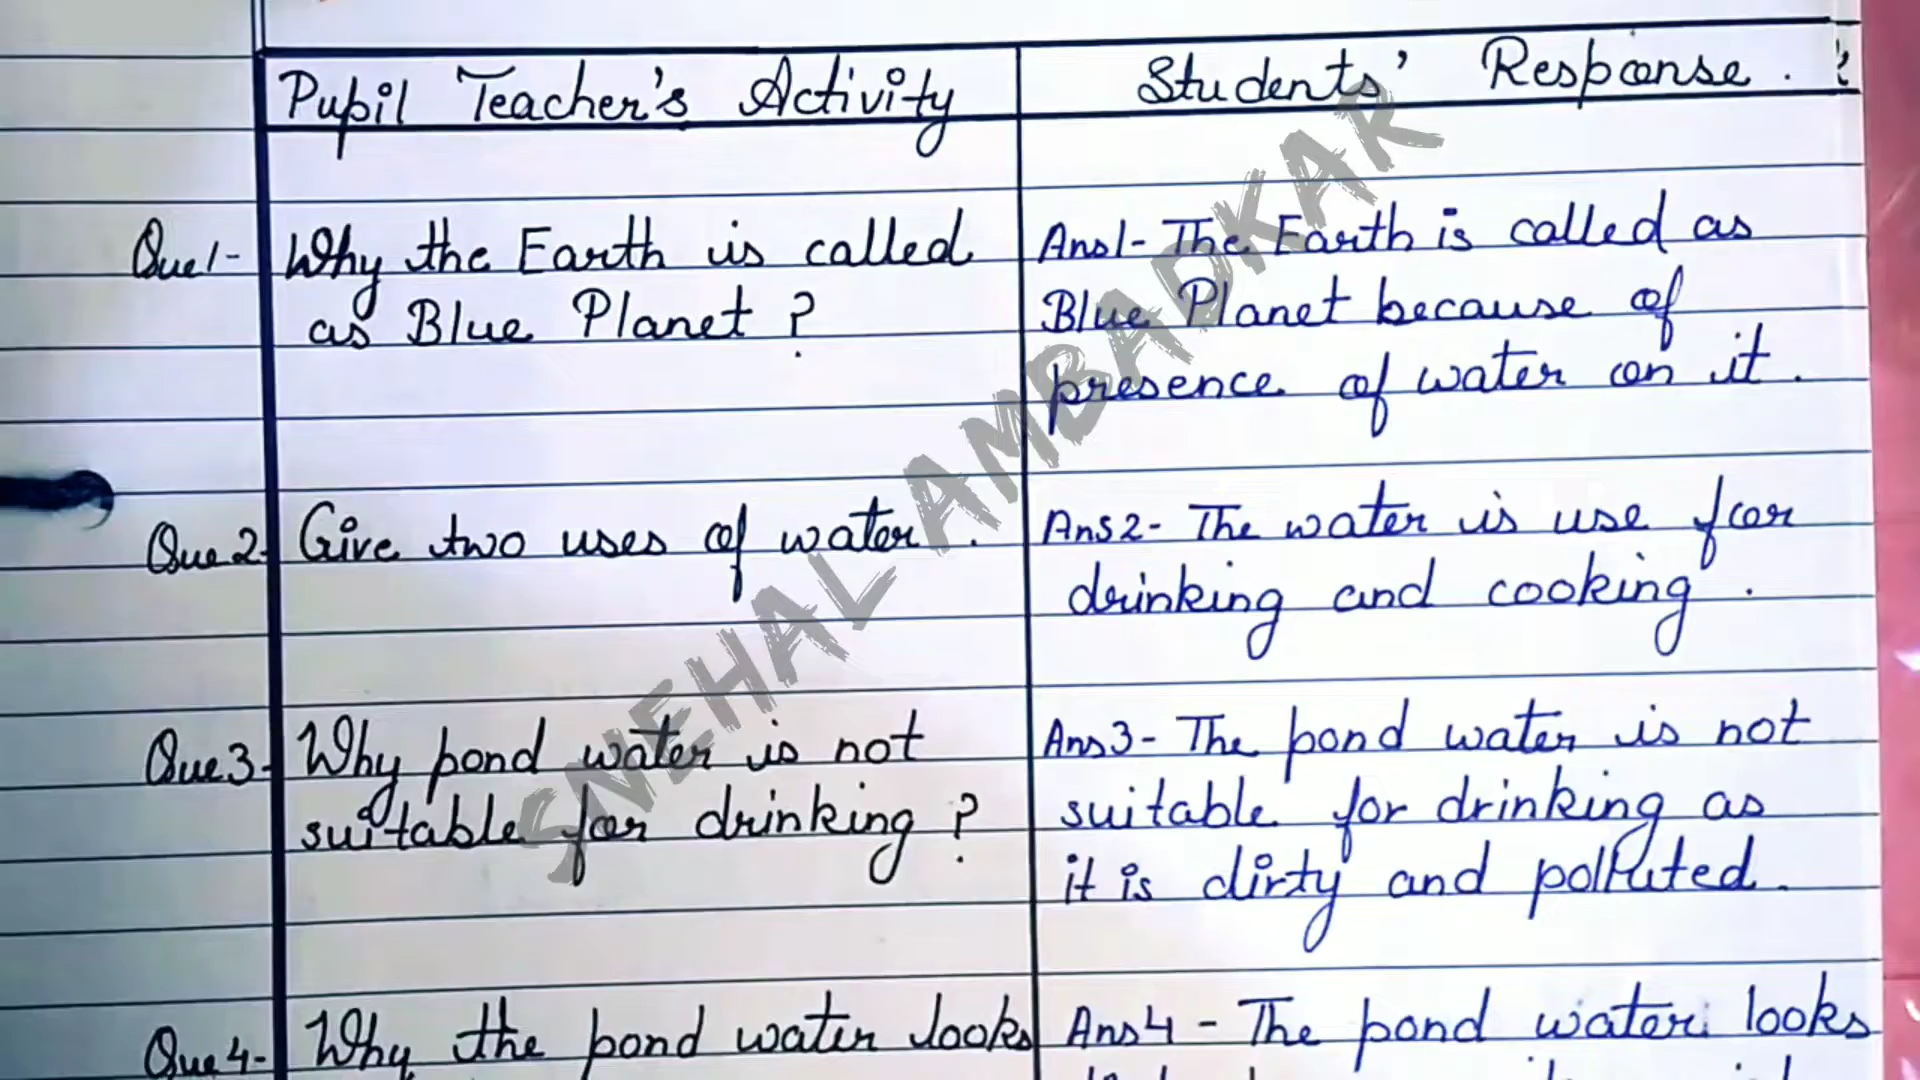 Pupil Teacher's Activity
Students' Response.
Que1- Why the Earth is called
as Blue Planet?
Ans1- The Earth is called as
Blue Planet because of
presence of water on it.
Que2- Give two uses of water.
Ans2- The water is use for
drinking and cooking.
Que3- Why pond water is not
suitable for drinking?
Ans3- The pond water is not
suitable for drinking as
it is dirty and polluted.
Que4- Why the pond water looks
Ans4- The pond water looks
SNEHAL AMBADKAR